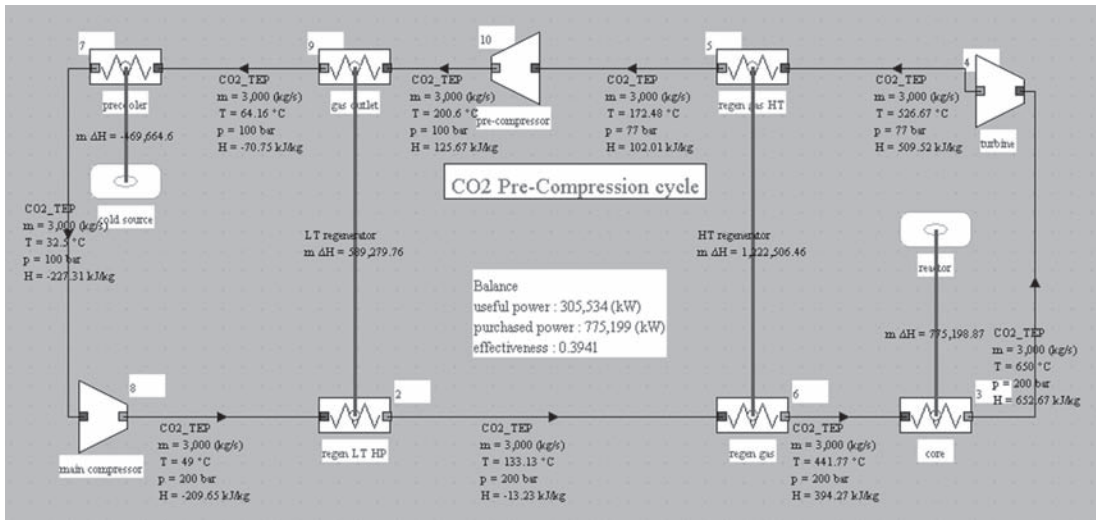 7
9
10
5
4
precooler
gas outlet
pre-compressor
regen gas HT
turbine
CO2_TEP
m = 3,000 (kg/s)
T = 64.16 °C
p = 100 bar
H = -70.75 kJ/kg
CO2_TEP
m = 3,000 (kg/s)
T = 200.6 °C
p = 100 bar
H = 125.67 kJ/kg
CO2_TEP
m = 3,000 (kg/s)
T = 172.48 °C
p = 77 bar
H = 102.01 kJ/kg
CO2_TEP
m = 3,000 (kg/s)
T = 526.67 °C
p = 77 bar
H = 509.52 kJ/kg
m ΔH = -469,664.6
cold source
CO2 Pre-Compression cycle
CO2_TEP
m = 3,000 (kg/s)
T = 32.5 °C
p = 100 bar
H = -227.31 kJ/kg
LT regenerator
m ΔH = 589,279.76
HT regenerator
m ΔH = 1,222,506.46
reactor
Balance
useful power : 305,534 (kW)
purchased power : 775,199 (kW)
effectiveness : 0.3941
m ΔH = 775,198.87
CO2_TEP
m = 3,000 (kg/s)
T = 650 °C
p = 200 bar
H = 652.67 kJ/kg
8
2
6
3
main compressor
regen LT HP
regen gas
core
CO2_TEP
m = 3,000 (kg/s)
T = 49 °C
p = 200 bar
H = -209.65 kJ/kg
CO2_TEP
m = 3,000 (kg/s)
T = 133.13 °C
p = 200 bar
H = -13.23 kJ/kg
CO2_TEP
m = 3,000 (kg/s)
T = 441.77 °C
p = 200 bar
H = 394.27 kJ/kg